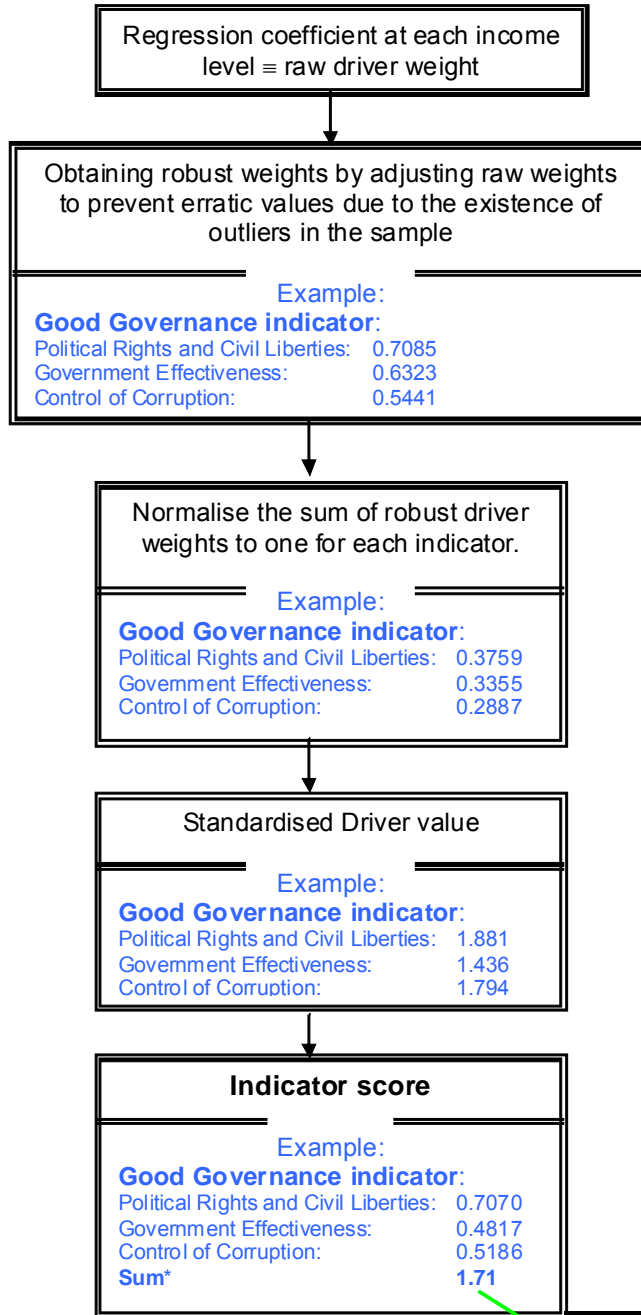 Regression coefficient at each income
level ≡ raw driver weight
Obtaining robust weights by adjusting raw weights
to prevent erratic values due to the existence of
outliers in the sample
Example:
Good Governance indicator:
Political Rights and Civil Liberties: 0.7085
Government Effectiveness: 0.6323
Control of Corruption: 0.5441
Normalise the sum of robust driver
weights to one for each indicator.
Example:
Good Governance indicator:
Political Rights and Civil Liberties: 0.3759
Government Effectiveness: 0.3355
Control of Corruption: 0.2887
Standardised Driver value
Example:
Good Governance indicator:
Political Rights and Civil Liberties: 1.881
Government Effectiveness: 1.436
Control of Corruption: 1.794
Indicator score
Example:
Good Governance indicator:
Political Rights and Civil Liberties: 0.7070
Government Effectiveness: 0.4817
Control of Corruption: 0.5186
Sum* 1.71